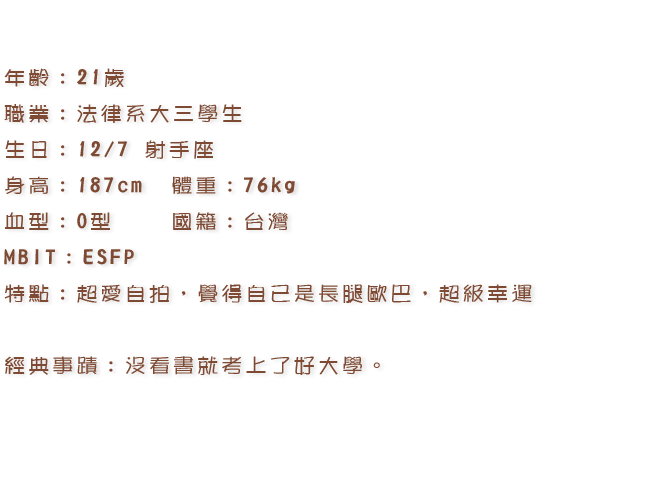 年齡：21歲
職業：法律系大三學生
生日：12/7 射手座
身高：187cm 體重：76kg
血型：O型 國籍：台灣
MBIT：ESFP
特點：超愛自拍．覺得自己是長腿歐巴．超級幸運
經典事蹟：沒看書就考上了好大學。